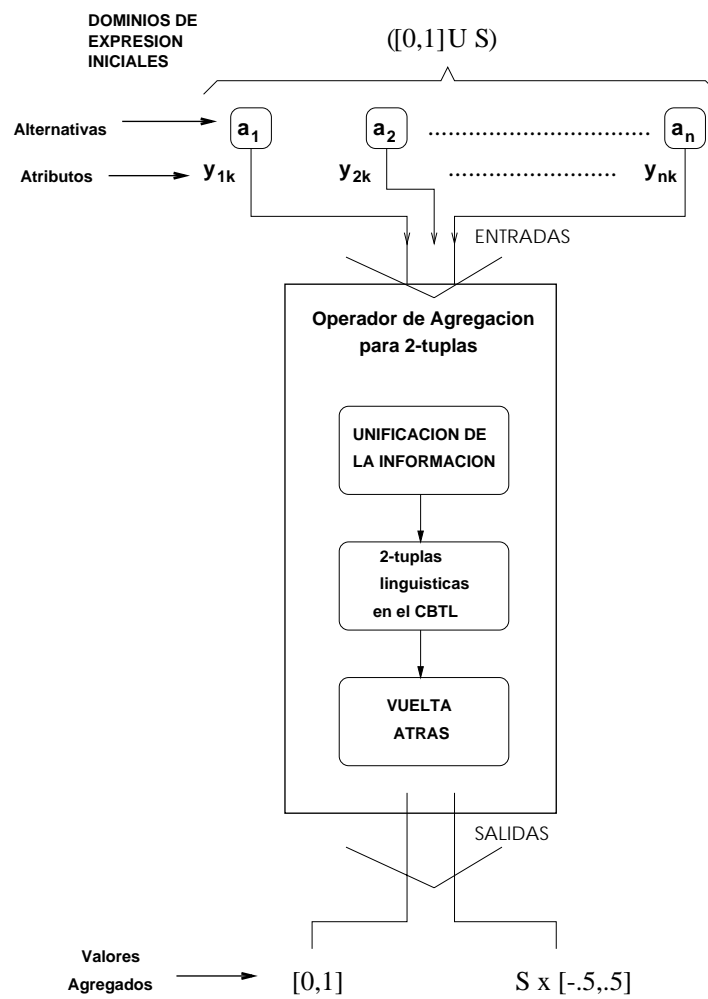 DOMINIOS DE
EXPRESION
INICIALES
([0,1] U S)
Alternativas
a1 a2 ................................. an
Atributos
y1k y2k ......................... ynk
ENTRADAS
Operador de Agregacion
para 2-tuplas
UNIFICACION DE
LA INFORMACION
2-tuplas
linguisticas
en el CBTL
VUELTA
ATRAS
SALIDAS
Valores
Agregados
[0,1]
S x [-.5,.5]